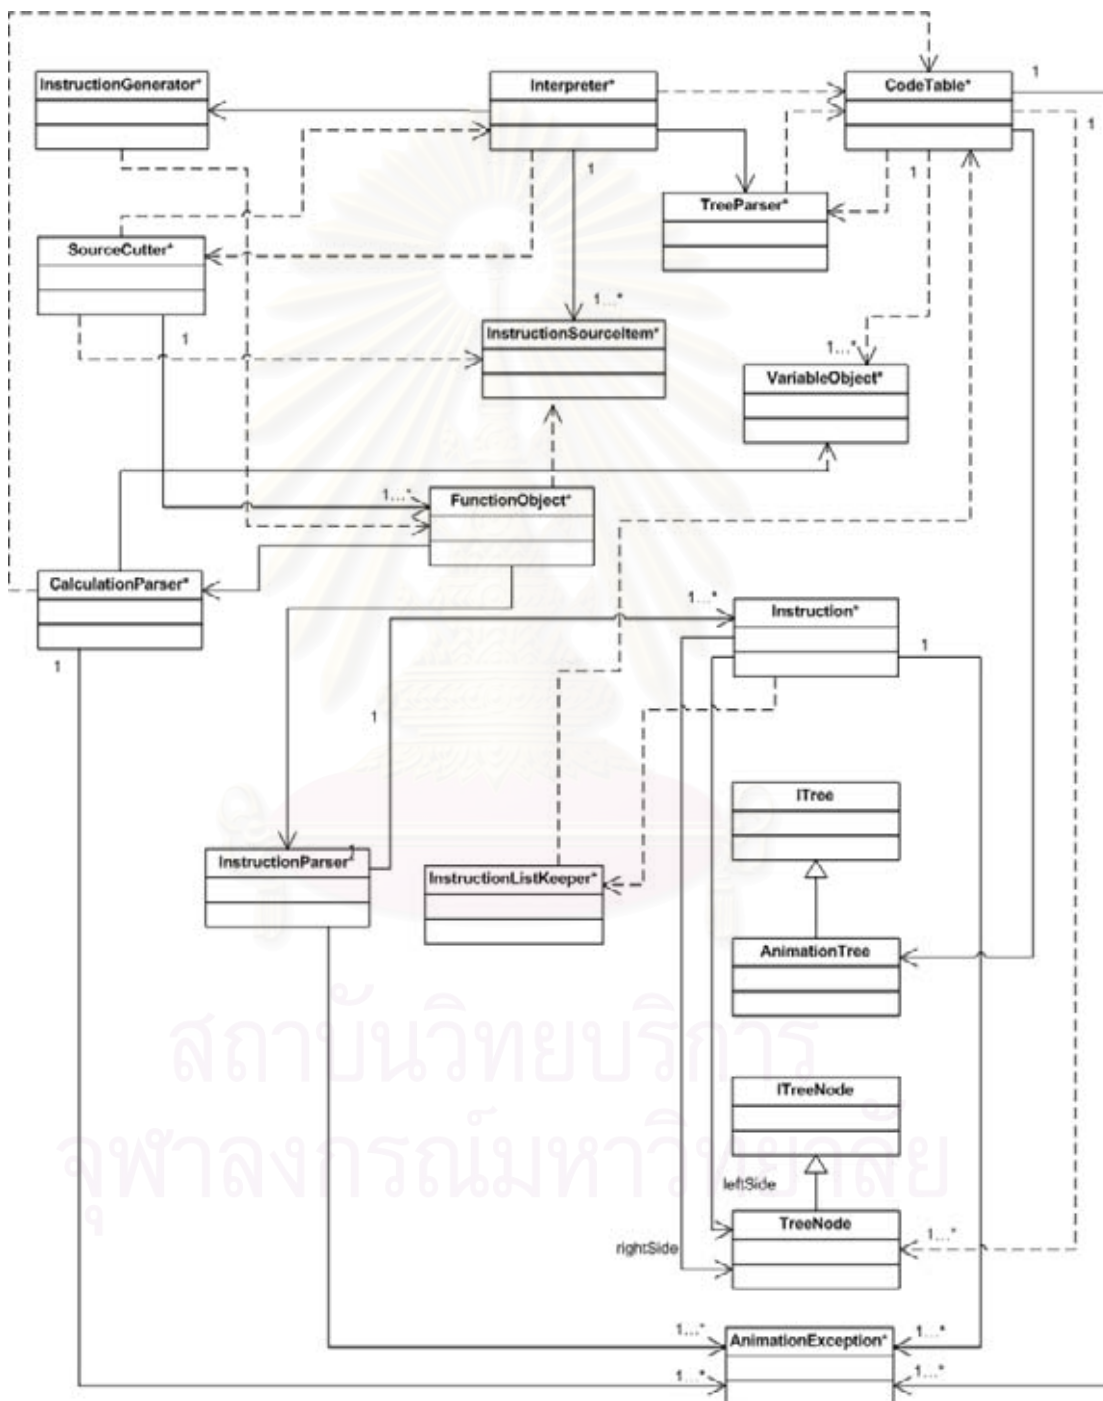 1
InstructionGenerator*
Interpreter*
CodeTable*
1
1
1
TreeParser*
SourceCutter*
1...*
1
InstructionSourceItem*
1...*
VariableObject*
1...*
FunctionObject*
CalculationParser*
1...*
Instruction*
1
1
1
ITree
InstructionParser
1
InstructionListKeeper*
AnimationTree
สถาบันวิทยบริการ
ITreeNode
จุฬาลงกรณ์มหาวิทยาลัย
leftSide
TreeNode
1...*
rightSide
1...*
AnimationException*
1...*
1...*
1...*